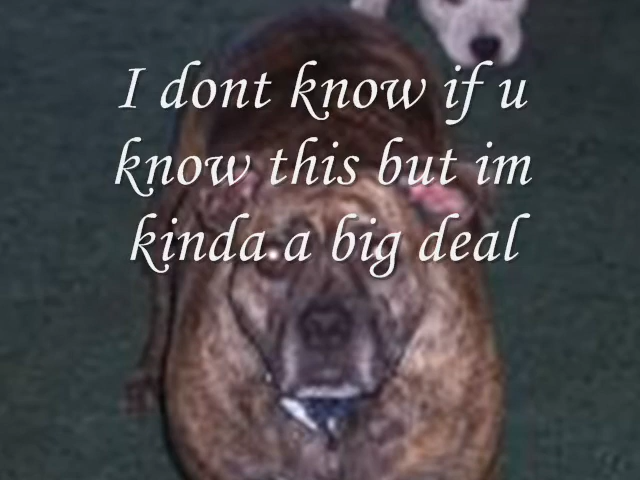 I dont know if u
know this but im
kinda a big deal